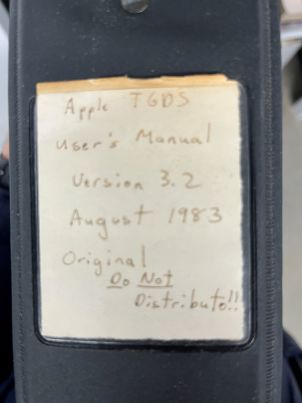 Apple TGDS
User's Manual
Version 3.2
August 1983
Original
Do Not
Distribute!!